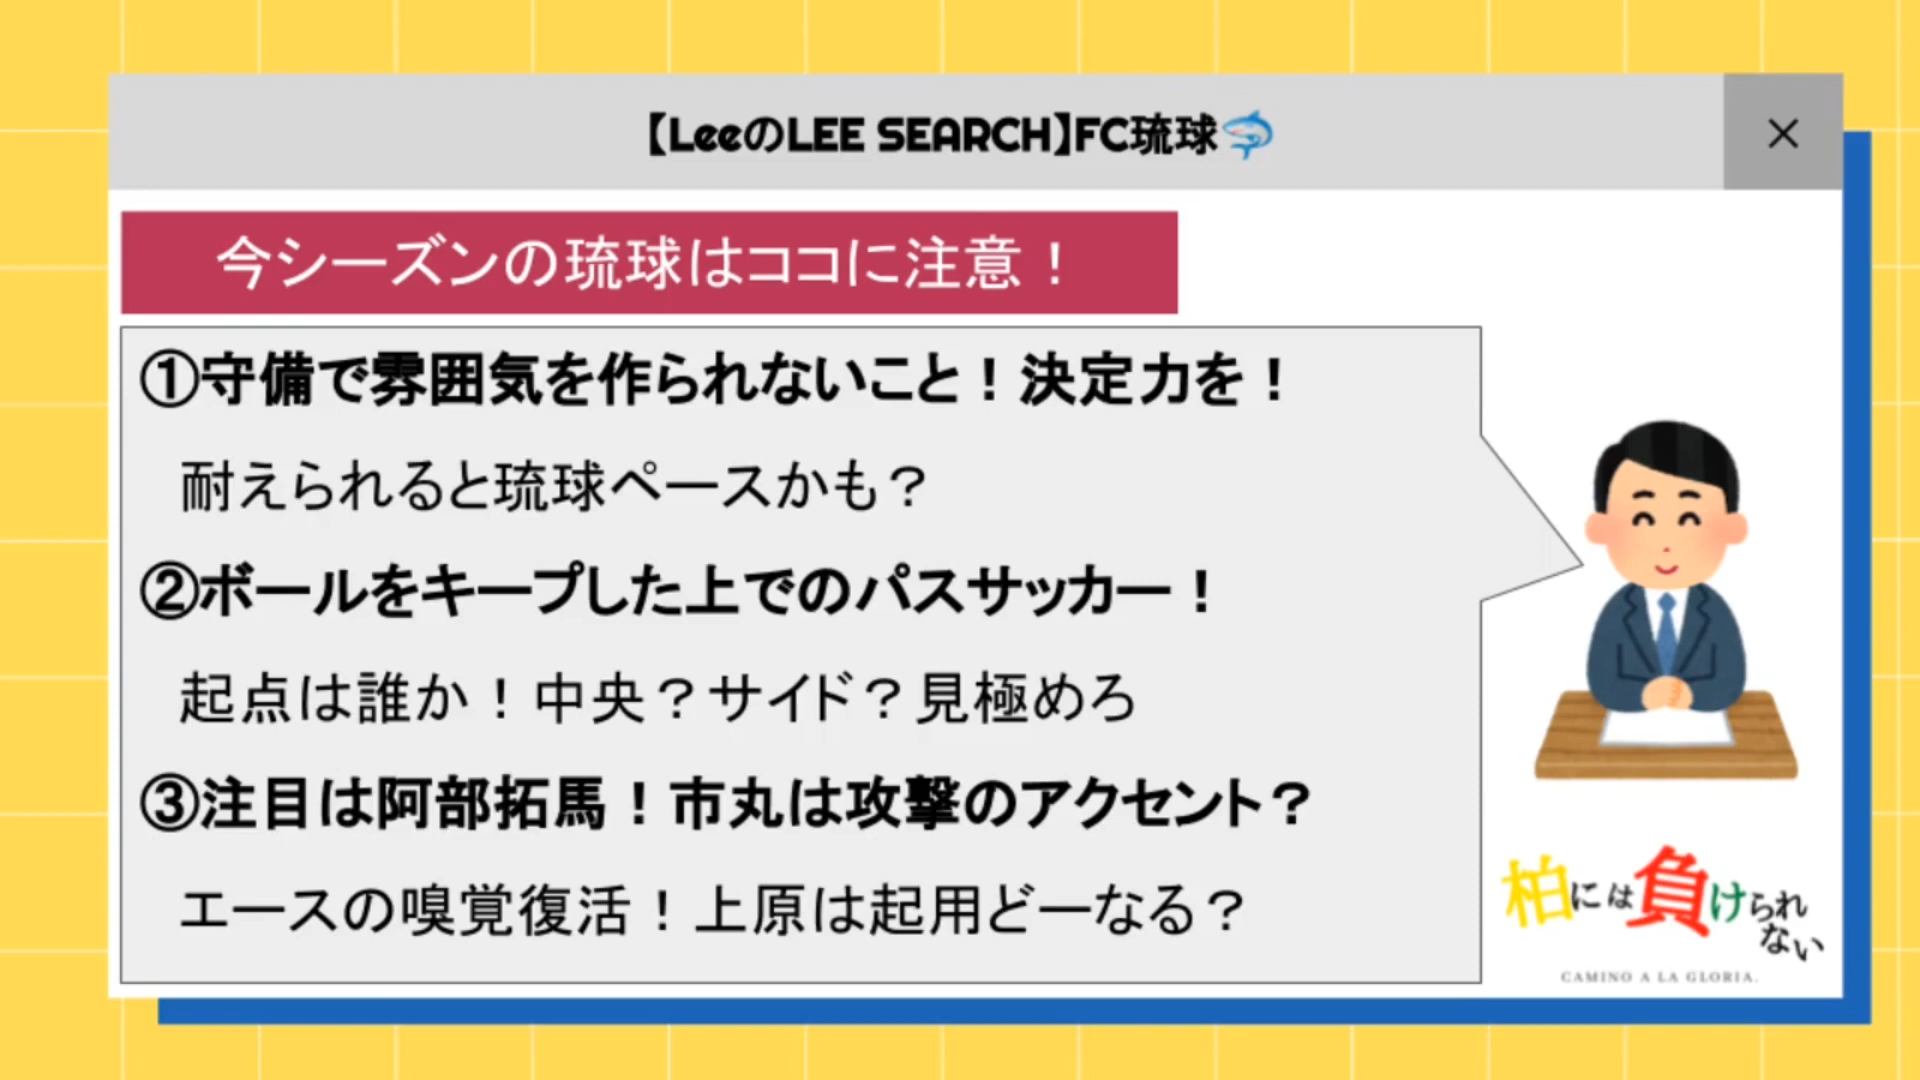 【LeeのLEE SEARCH】FC琉球🦈
×
今シーズンの琉球はココに注意！
①守備で雰囲気を作られないこと！決定力を！
耐えられると琉球ペースかも？
②ボールをキープした上でのパスサッカー！
起点は誰か！中央？サイド？見極めろ
③注目は阿部拓馬！市丸は攻撃のアクセント？
エースの嗅覚復活！上原は起用どーなる？
柏には負けられ
ない
CAMINO A LA GLORIA.